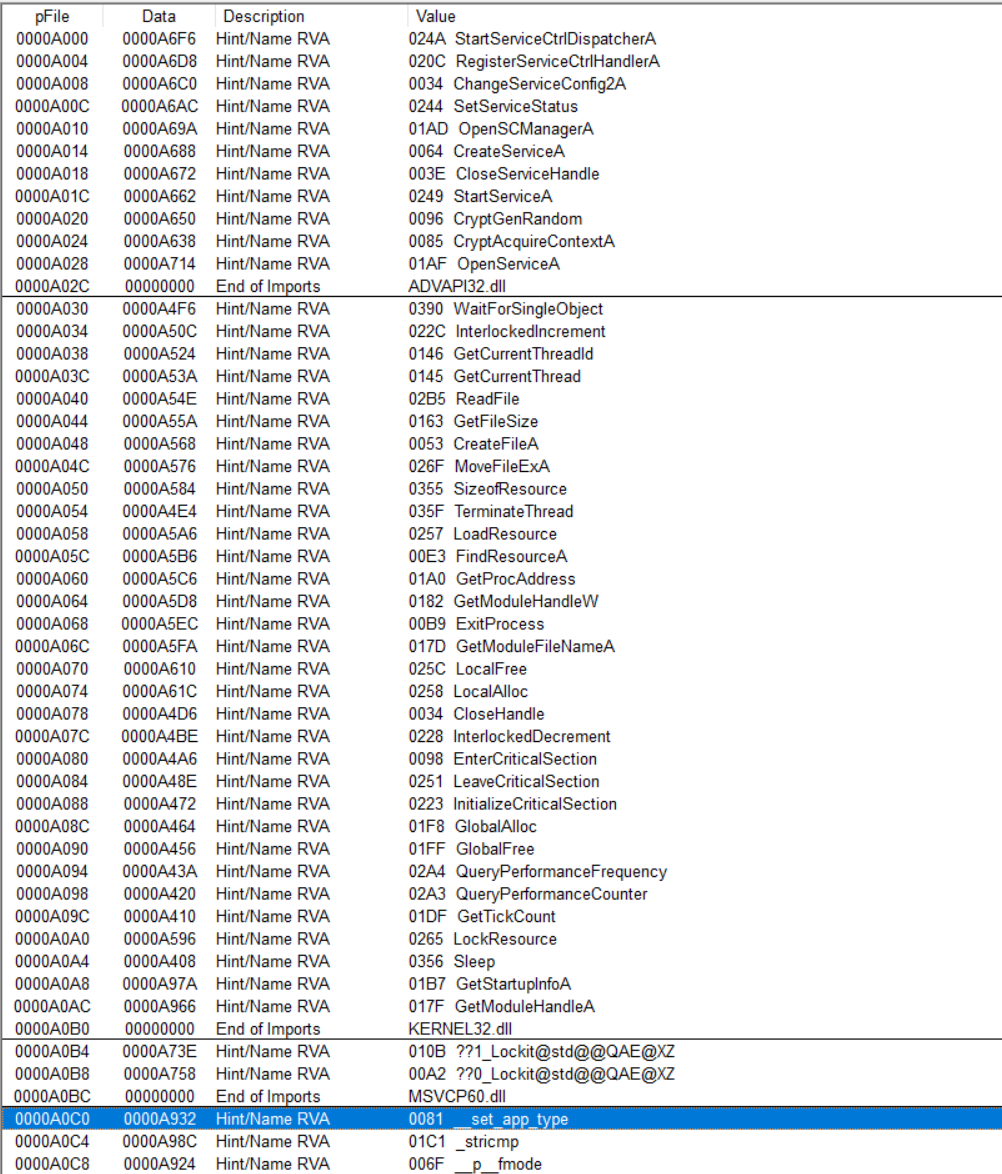 pFile Data Description Value
0000A000 0000A6F6 Hint/Name RVA 024A StartServiceCtrlDispatcherA
0000A004 0000A6D8 Hint/Name RVA 020C RegisterServiceCtrlHandlerA
0000A008 0000A6C0 Hint/Name RVA 0034 ChangeServiceConfig2A
0000A00C 0000A6AC Hint/Name RVA 0244 SetServiceStatus
0000A010 0000A69A Hint/Name RVA 01AD OpenSCManagerA
0000A014 0000A688 Hint/Name RVA 0064 CreateServiceA
0000A018 0000A672 Hint/Name RVA 003E CloseServiceHandle
0000A01C 0000A662 Hint/Name RVA 0249 StartServiceA
0000A020 0000A650 Hint/Name RVA 0096 CryptGenRandom
0000A024 0000A638 Hint/Name RVA 0085 CryptAcquireContextA
0000A028 0000A714 Hint/Name RVA 01AF OpenServiceA
0000A02C 00000000 End of Imports ADVAPI32.dll
0000A030 0000A4F6 Hint/Name RVA 0390 WaitForSingleObject
0000A034 0000A50C Hint/Name RVA 022C InterlockedIncrement
0000A038 0000A524 Hint/Name RVA 0146 GetCurrentThreadId
0000A03C 0000A53A Hint/Name RVA 0145 GetCurrentThread
0000A040 0000A54E Hint/Name RVA 02B5 ReadFile
0000A044 0000A55A Hint/Name RVA 0163 GetFileSize
0000A048 0000A568 Hint/Name RVA 0053 CreateFileA
0000A04C 0000A576 Hint/Name RVA 026F MoveFileExA
0000A050 0000A584 Hint/Name RVA 0355 SizeofResource
0000A054 0000A4E4 Hint/Name RVA 035F TerminateThread
0000A058 0000A5A6 Hint/Name RVA 0257 LoadResource
0000A05C 0000A5B6 Hint/Name RVA 00E3 FindResourceA
0000A060 0000A5C6 Hint/Name RVA 01A0 GetProcAddress
0000A064 0000A5D8 Hint/Name RVA 0182 GetModuleHandleW
0000A068 0000A5EC Hint/Name RVA 00B9 ExitProcess
0000A06C 0000A5FA Hint/Name RVA 017D GetModuleFileNameA
0000A070 0000A610 Hint/Name RVA 025C LocalFree
0000A074 0000A61C Hint/Name RVA 0258 LocalAlloc
0000A078 0000A4D6 Hint/Name RVA 0034 CloseHandle
0000A07C 0000A4BE Hint/Name RVA 0228 InterlockedDecrement
0000A080 0000A4A6 Hint/Name RVA 0098 EnterCriticalSection
0000A084 0000A48E Hint/Name RVA 0251 LeaveCriticalSection
0000A088 0000A472 Hint/Name RVA 0223 InitializeCriticalSection
0000A08C 0000A464 Hint/Name RVA 01F8 GlobalAlloc
0000A090 0000A456 Hint/Name RVA 01FF GlobalFree
0000A094 0000A43A Hint/Name RVA 02A4 QueryPerformanceFrequency
0000A098 0000A420 Hint/Name RVA 02A3 QueryPerformanceCounter
0000A09C 0000A410 Hint/Name RVA 01DF GetTickCount
0000A0A0 0000A596 Hint/Name RVA 0265 LockResource
0000A0A4 0000A408 Hint/Name RVA 0356 Sleep
0000A0A8 0000A97A Hint/Name RVA 01B7 GetStartupInfoA
0000A0AC 0000A966 Hint/Name RVA 017F GetModuleHandleA
0000A0B0 00000000 End of Imports KERNEL32.dll
0000A0B4 0000A73E Hint/Name RVA 010B ??1_Lockit@std@@QAE@XZ
0000A0B8 0000A758 Hint/Name RVA 00A2 ??0_Lockit@std@@QAE@XZ
0000A0BC 00000000 End of Imports MSVCP60.dll
0000A0C0 0000A932 Hint/Name RVA 0081 __set_app_type
0000A0C4 0000A98C Hint/Name RVA 01C1 _stricmp
0000A0C8 0000A924 Hint/Name RVA 006F __p__fmode